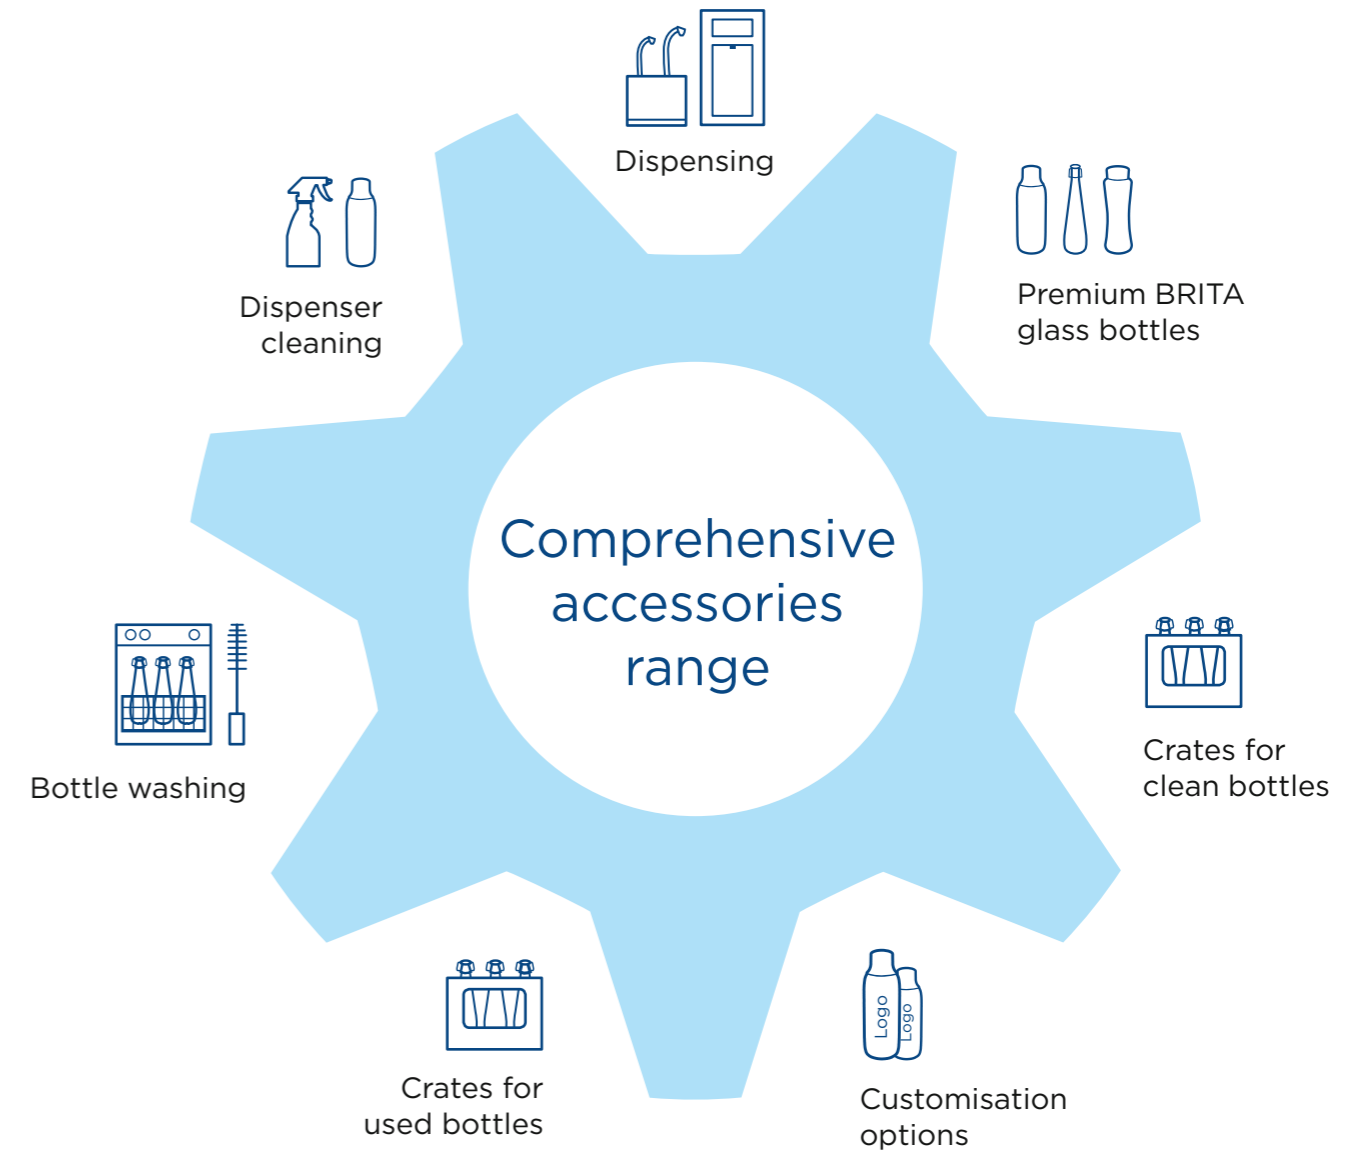 Dispensing
Premium BRITA
glass bottles
Dispenser
cleaning
Comprehensive
accessories
range
Crates for
clean bottles
Bottle washing
Logo
Logo
Customisation
options
Crates for
used bottles